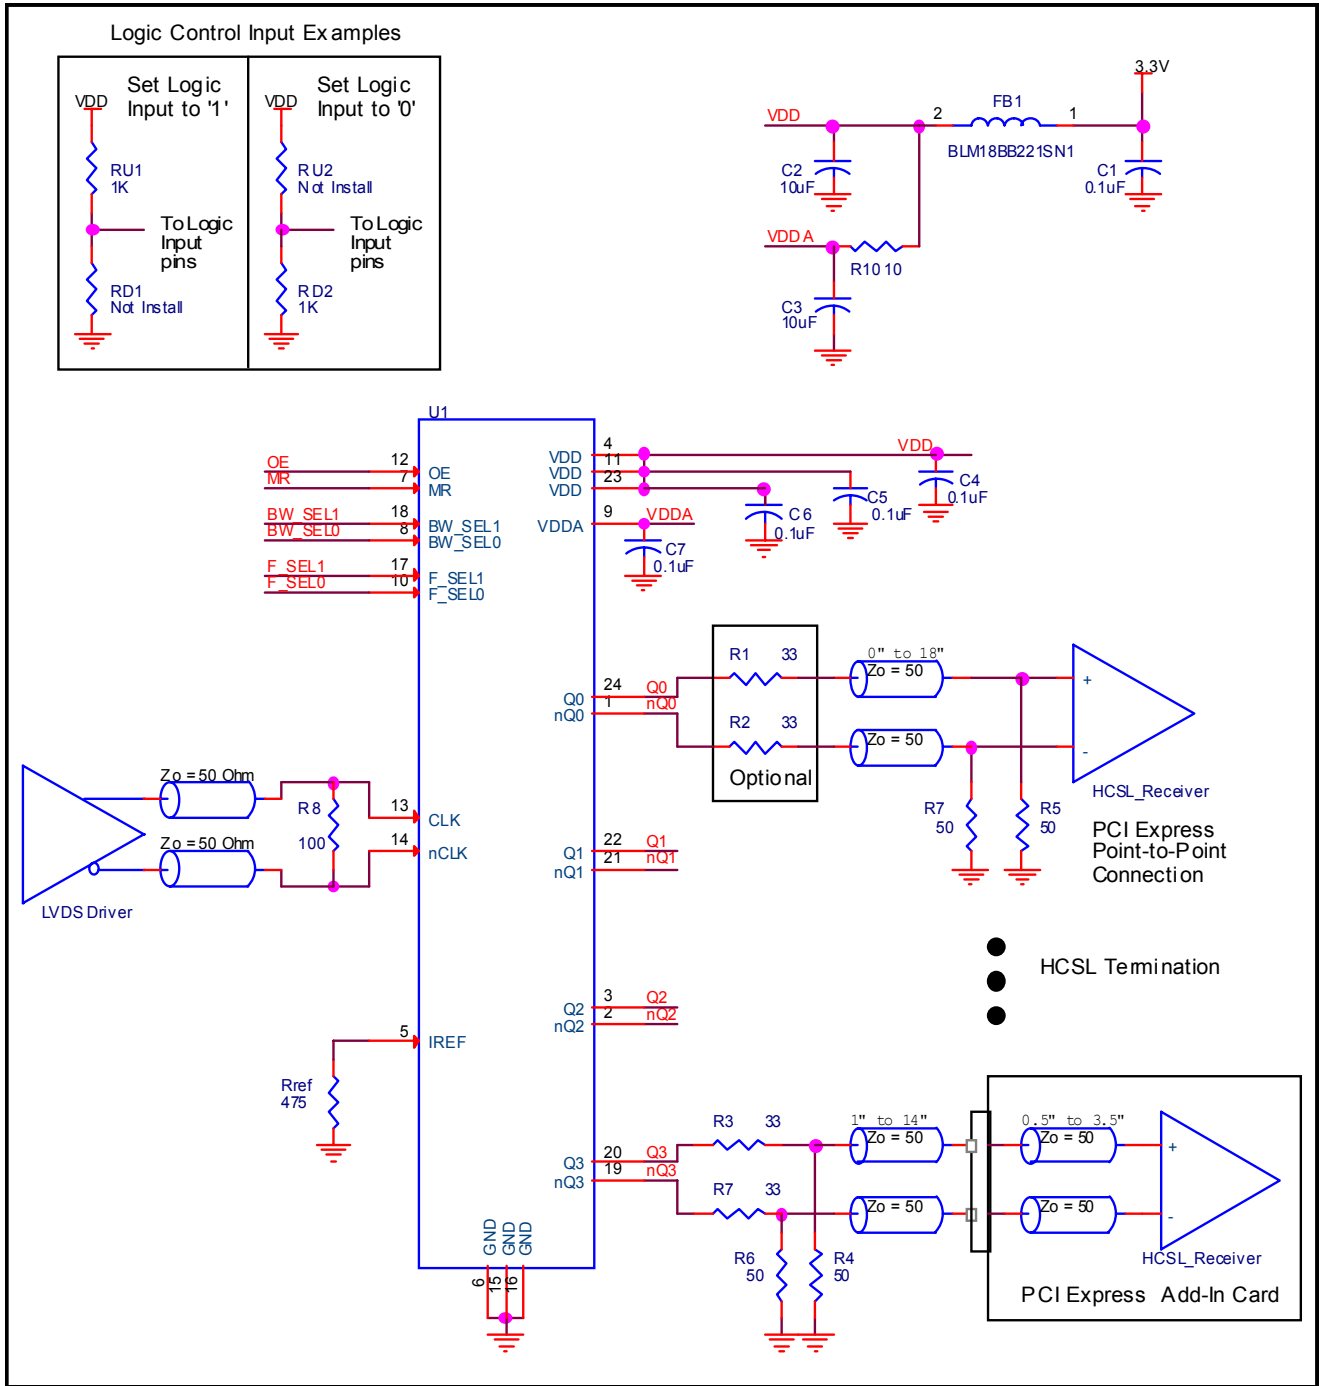 Logic Control Input Examples
Set Logic
Input to '1'
VDD
RU1
1K
To Logic
Input
pins
RD1
Not Install
Set Logic
Input to '0'
VDD
RU2
Not Install
To Logic
Input
pins
RD2
1K
3.3V
VDD
2
FB1
1
BLM18BB221SN1
C2
10uF
C1
0.1uF
VDDA
R10 10
C3
10uF
U1
OE
12
OE
MR
7
MR
BW_SEL1
18
BW_SEL1
BW_SEL0
8
BW_SEL0
F_SEL1
17
F_SEL1
F_SEL0
10
F_SEL0
VDD
4
VDD
VDD
11
VDD
23
C4
0.1uF
C5
0.1uF
C6
0.1uF
VDDA
9
VDDA
C7
0.1uF
Q0
24
Q0
nQ0
1
nQ0
R1 33
R2 33
Optional
0" to 18"
Zo = 50
Zo = 50
R7
50
R5
50
+
-
HCSL_Receiver
PCI Express
Point-to-Point
Connection
Zo = 50 Ohm
Zo = 50 Ohm
LVDS Driver
R8
100
13
CLK
14
nCLK
Q1
22
Q1
nQ1
21
nQ1
HCSL Termination
Q2
3
Q2
nQ2
2
nQ2
5
IREF
Rref
475
Q3
20
Q3
nQ3
19
nQ3
R3 33
R7 33
R6
50
R4
50
1" to 14"
Zo = 50
Zo = 50
0.5" to 3.5"
Zo = 50
Zo = 50
+
-
HCSL_Receiver
PCI Express Add-In Card
GND
GND
GND
6
15
16